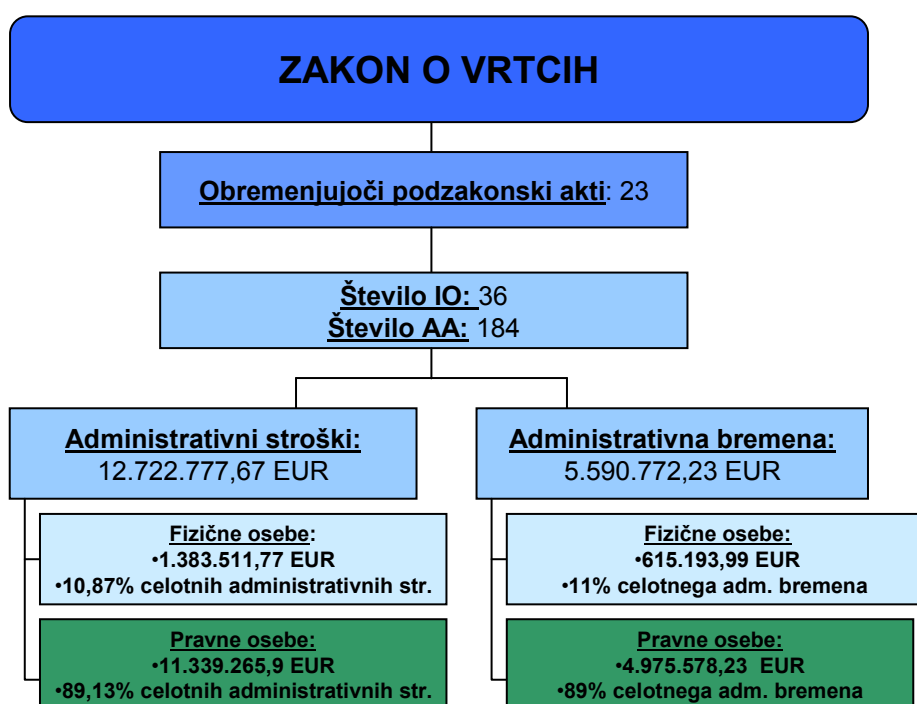 ZAKON O VRTCIH
Obremenjujoči podzakonski akti: 23
Število IO: 36
Število AA: 184
Administrativni stroški:
12.722.777,67 EUR
Fizične osebe:
•1.383.511,77 EUR
•10,87% celotnih administrativnih str.
Pravne osebe:
•11.339.265,9 EUR
•89,13% celotnih administrativnih str.
Administrativna bremena:
5.590.772,23 EUR
Fizične osebe:
•615.193,99 EUR
•11% celotnega adm. bremena
Pravne osebe:
•4.975.578,23 EUR
•89% celotnega adm. bremena